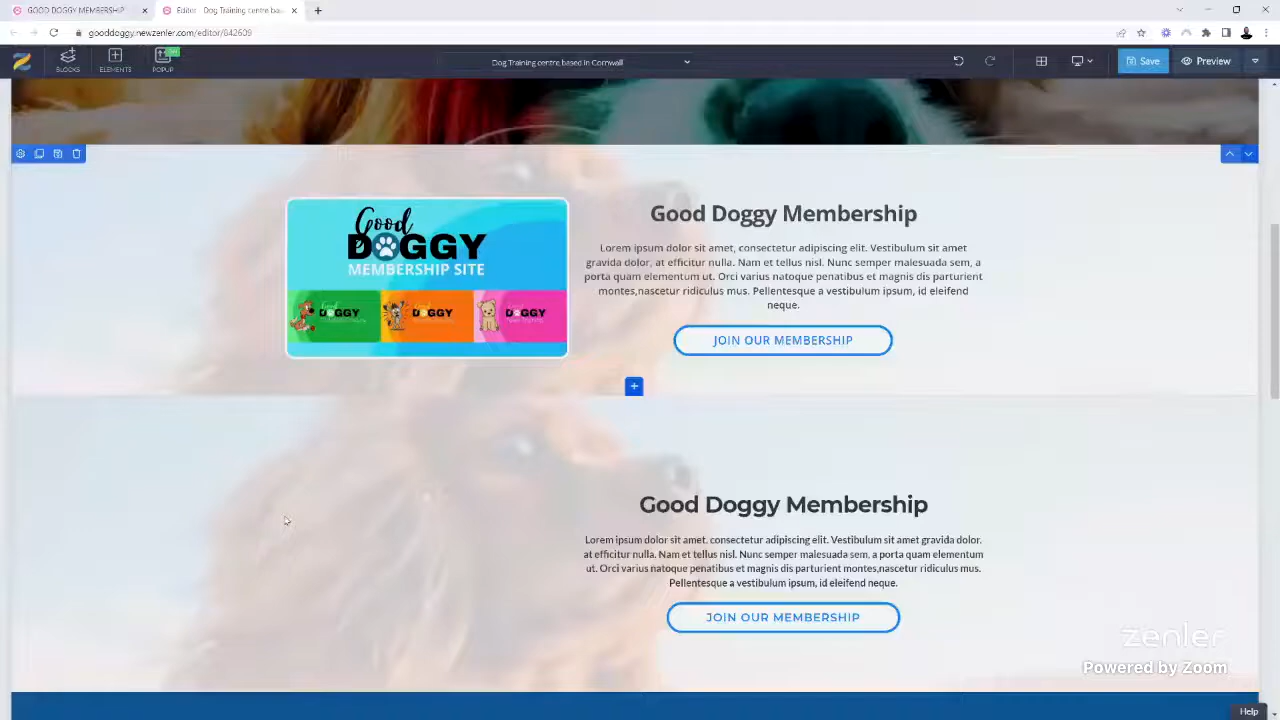 GOOD DOGGY MEMBERSHIP
Editor - Dog Training centre bas
gooddoggy.newzenler.com/editor/842609
BLOCKS
ELEMENTS
POPUP
Dog Training centre based in Cornwall
Save
Preview
Good
DOGGY
MEMBERSHIP SITE
Good
DOGGY
Good
DOGGY
Good
DOGGY
Good Doggy Membership
Lorem ipsum dolor sit amet, consectetur adipiscing elit. Vestibulum sit amet
gravida dolor, at efficitur nulla. Nam et tellus nisl. Nunc semper malesuada sem, a
porta quam elementum ut. Orci varius natoque penatibus et magnis dis parturient
montes,nascetur ridiculus mus. Pellentesque a vestibulum ipsum, id eleifend
neque.
JOIN OUR MEMBERSHIP
Good Doggy Membership
Lorem ipsum dolor sit amet, consectetur adipiscing elit. Vestibulum sit amet gravida dolor,
at efficitur nulla. Nam et tellus nisl. Nunc semper malesuada sem, a porta quam elementum
ut. Orci varius natoque penatibus et magnis dis parturient montes,nascetur ridiculus mus.
Pellentesque a vestibulum ipsum, id eleifend neque.
JOIN OUR MEMBERSHIP
zenler
Powered by Zoom
Help